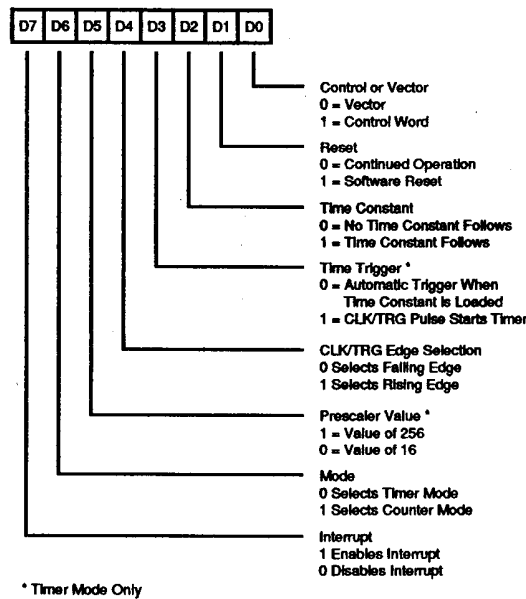 D7 D6 D5 D4 D3 D2 D1 D0
Control or Vector
0 = Vector
1 = Control Word
Reset
0 = Continued Operation
1 = Software Reset
Time Constant
0 = No Time Constant Follows
1 = Time Constant Follows
Time Trigger *
0 = Automatic Trigger When
Time Constant is Loaded
1 = CLK/TRG Pulse Starts Timer
CLK/TRG Edge Selection
0 Selects Falling Edge
1 Selects Rising Edge
Prescaler Value *
1 = Value of 256
0 = Value of 16
Mode
0 Selects Timer Mode
1 Selects Counter Mode
Interrupt
1 Enables Interrupt
0 Disables Interrupt
* Timer Mode Only